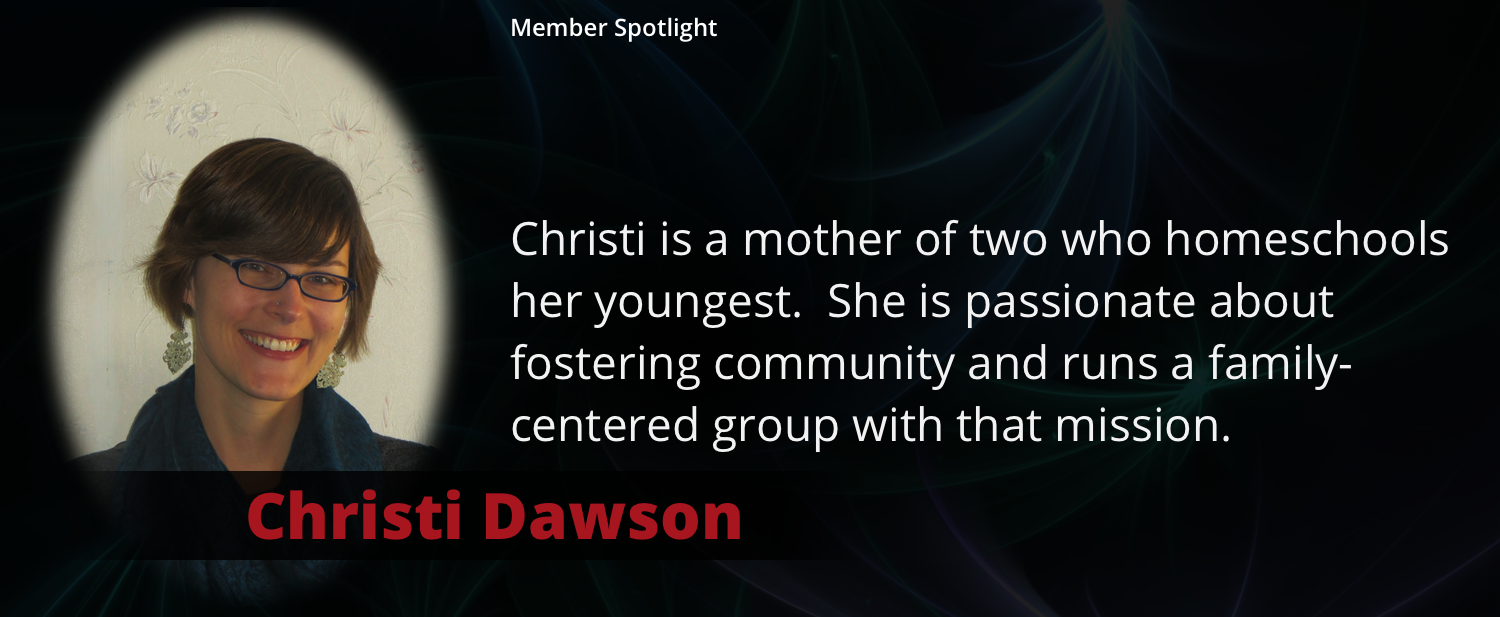 Member Spotlight
Christi is a mother of two who homeschools
her youngest.  She is passionate about
fostering community and runs a family-
centered group with that mission.
Christi Dawson